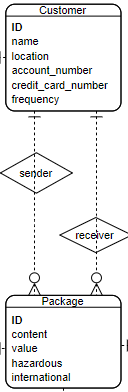 Customer
ID
name
location
account_number
credit_card_number
frequency
sender
receiver
Package
ID
content
value
hazardous
international